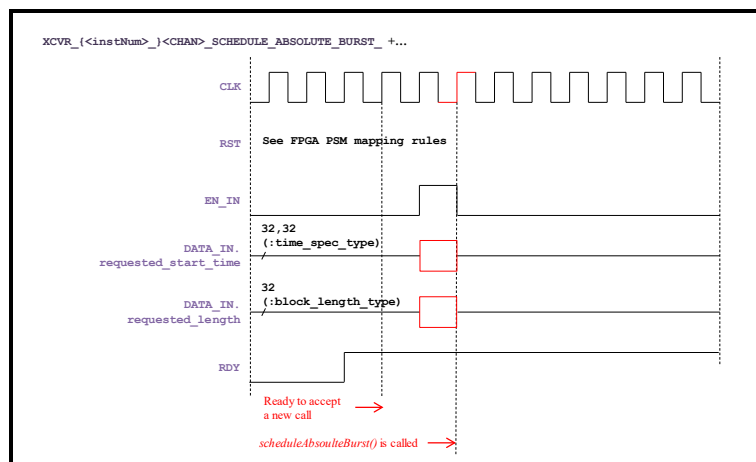 XCVR_{<instNum>_}<CHAN>_SCHEDULE_ABSOLUTE_BURST_ +...
CLK
RST
See FPGA PSM mapping rules
EN_IN
32,32
(:time_spec_type)
DATA_IN.
requested_start_time
32
(:block_length_type)
DATA_IN.
requested_length
RDY
Ready to accept
a new call
scheduleAbsoulteBurst() is called